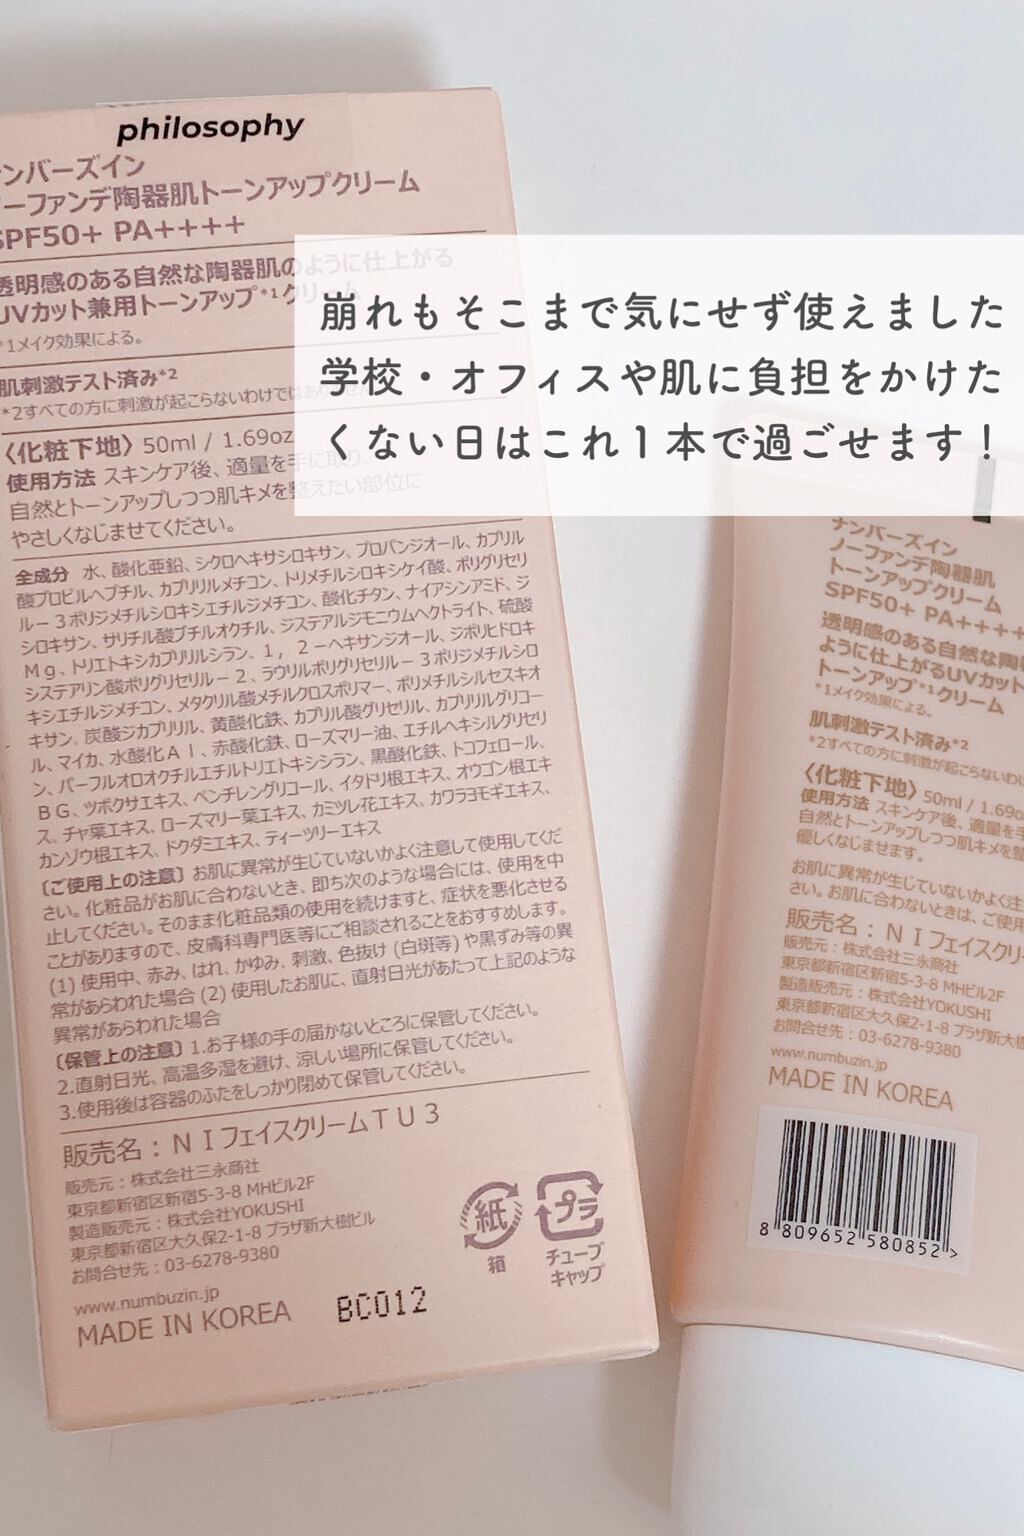 philosophy
ンバーズイン
ーファンデ陶器肌トーンアップクリーム
SPF50+ PA++++
透明感のある自然な陶器肌のように仕上がる
UVカット兼用トーンアップ*1クリーム
*1メイク効果による。
肌刺激テスト済み*2
*2すべての方に刺激が起こらないわけではありません
崩れもそこまで気にせず使えました
学校・オフィスや肌に負担をかけた
くない日はこれ1本で過ごせます！
〈化粧下地〉50ml / 1.69oz
使用方法 スキンケア後、適量を手に取り、
自然とトーンアップしつつ肌キメを整えたい部位に
やさしくなじませてください。
全成分 水、酸化亜鉛、シクロヘキサシロキサン、プロパンジオール、カプリル
酸プロピルヘプチル、カプリリルメチコン、トリメチルシロキシケイ酸、ポリグリセリ
ル－3ポリジメチルシロキシエチルジメチコン、酸化チタン、ナイアシンアミド、ジ
シロキサン、サリチル酸ブチルオクチル、ジステアルジモニウムヘクトライト、硫酸
Mg、トリエトキシカプリリルシラン、1，2－ヘキサンジオール、ジポリヒドロキ
システアリン酸ポリグリセリル－2、ラウリルポリグリセリル－3ポリジメチルシロ
キシエチルジメチコン、メタクリル酸メチルクロスポリマー、ポリメチルシルセスキオ
キサン、炭酸ジカプリリル、黄酸化鉄、カプリル酸グリセリル、カプリリルグリコー
ル、マイカ、水酸化Al、赤酸化鉄、ローズマリー油、エチルヘキシルグリセリ
ン、パーフルオロオクチルエチルトリエトキシシラン、黒酸化鉄、トコフェロール、
BG、ツボクサエキス、ペンチレングリコール、イタドリ根エキス、オウゴン根エキ
ス、チャ葉エキス、ローズマリー葉エキス、カミツレ花エキス、カワラヨモギエキス、
カンゾウ根エキス、ドクダミエキス、ティーツリーエキス
〔ご使用上の注意〕お肌に異常が生じていないかよく注意して使用してくだ
さい。化粧品がお肌に合わないとき、即ち次のような場合には、使用を中
止してください。そのまま化粧品類の使用を続けますと、症状を悪化させる
ことがありますので、皮膚科専門医等にご相談されることをおすすめします。
(1) 使用中、赤み、はれ、かゆみ、刺激、色抜け (白斑等) や黒ずみ等の異
常があらわれた場合 (2) 使用したお肌に、直射日光があたって上記のような
異常があらわれた場合
〔保管上の注意〕1.お子様の手の届かないところに保管してください。
2.直射日光、高温多湿を避け、涼しい場所に保管してください。
3.使用後は容器のふたをしっかり閉めて保管してください。
販売名：NIフェイスクリームTU3
販売元：株式会社三永商社
東京都新宿区新宿5-3-8 MHビル2F
製造販売元：株式会社YOKUSHI
東京都新宿区大久保2-1-8 プラザ新大樹ビル
お問合せ先：03-6278-9380
www.numbuzin.jp
MADE IN KOREA
BC012
紙
箱
プラ
チューブ
キャップ
ナンバーズイン
ノーファンデ陶器肌
トーンアップクリーム
SPF50+ PA++++
透明感のある自然な陶
ように仕上がるUVカット
トーンアップ*1クリーム
*1メイク効果による。
肌刺激テスト済み*2
*2すべての方に刺激が起こらないわ
〈化粧下地〉50ml / 1.69o
使用方法 スキンケア後、適量を手
自然とトーンアップしつつ肌キメを整
優しくなじませます。
お肌に異常が生じていないかよく注
さい。お肌に合わないときは、ご使用
販売名：NIフェイスクリ
販売元：株式会社三永商社
東京都新宿区新宿5-3-8 MHビル2F
製造販売元：株式会社YOKUSHI
東京都新宿区大久保2-1-8 プラザ新大樹
お問合せ先：03-6278-9380
www.numbuzin.jp
MADE IN KOREA
8 809652 580852 >